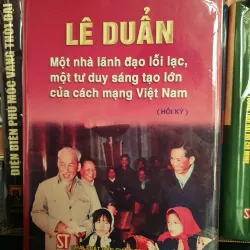 LÊ DUẨN
Một nhà lãnh đạo lỗi lạc,
một tư duy sáng tạo lớn
của cách mạng Việt Nam
( HỒI KÝ )
ĐIỆN BIÊN PHỦ MỐC VÀNG THỜI ĐẠI
ST